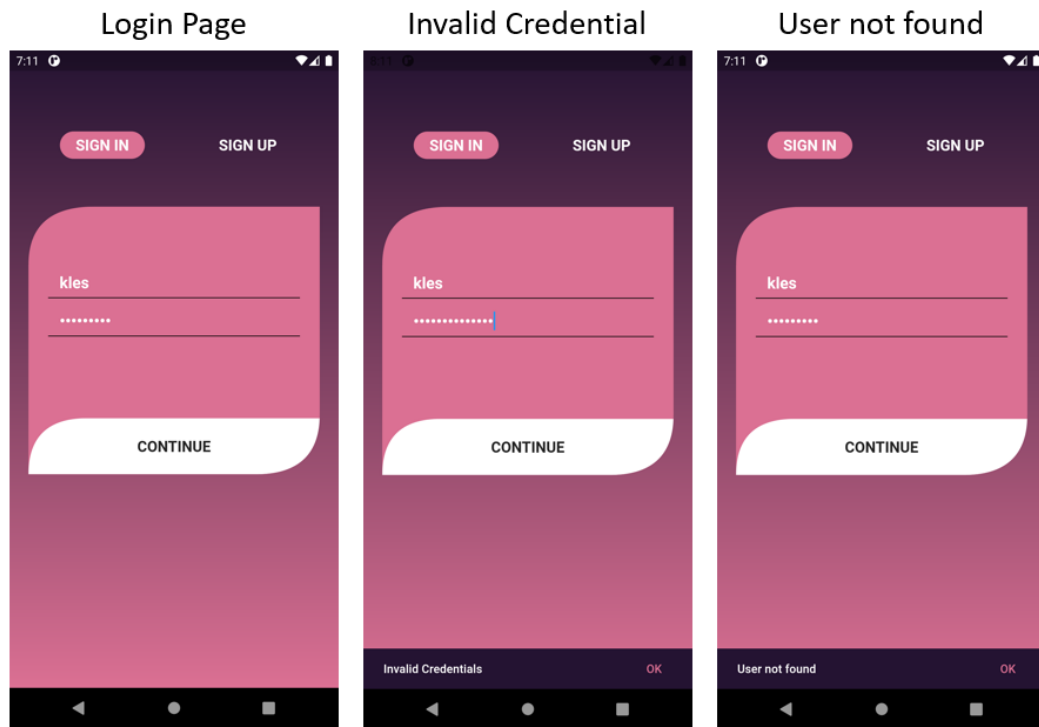 Login Page
7:11
SIGN IN
SIGN UP
kles
•••••••••
CONTINUE
Invalid Credential
SIGN IN
SIGN UP
kles
••••••••••••••
CONTINUE
Invalid Credentials
OK
User not found
7:11
SIGN IN
SIGN UP
kles
•••••••••
CONTINUE
User not found
OK